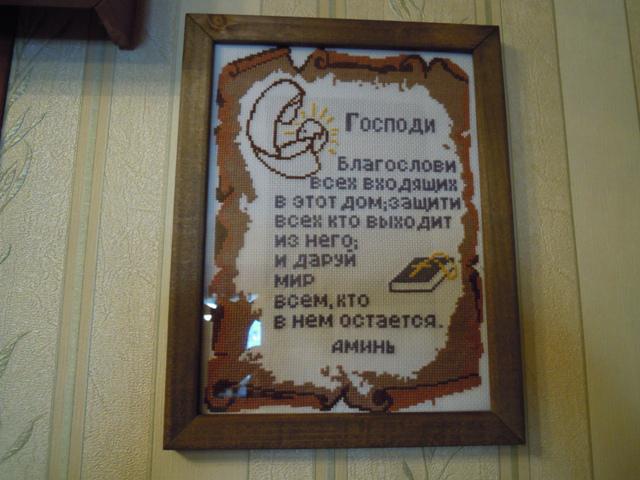 Господи
Благослови
всех входящих
в этот дом;защити
всех кто выходит
из него;
и даруй
мир
всем,кто
в нем остается.
аминь